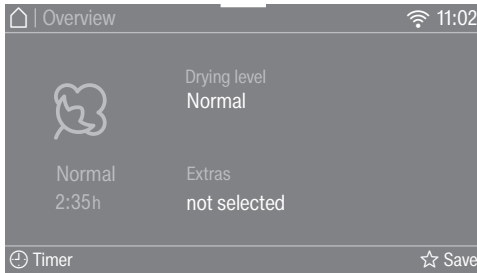 | Overview
11:02
Drying level
Normal
Normal
2:35h
Extras
not selected
Timer
Save